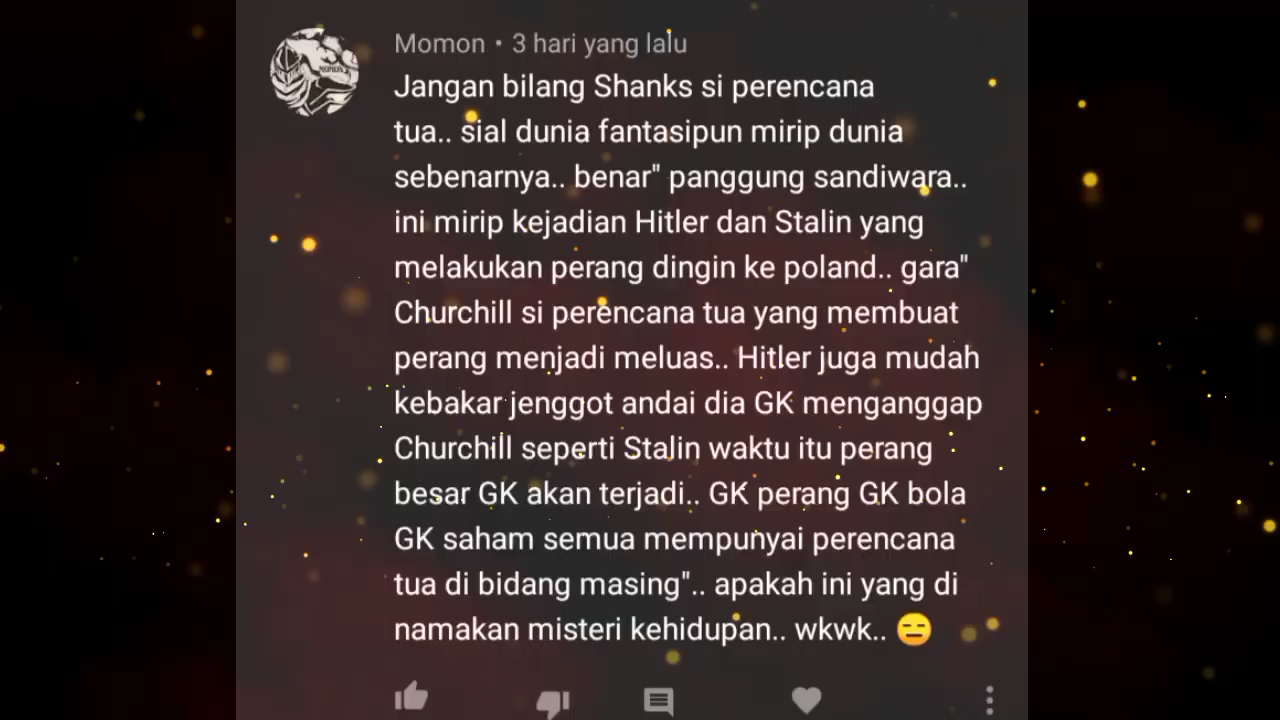 Momon • 3 hari yang lalu
Jangan bilang Shanks si perencana
tua.. sial dunia fantasipun mirip dunia
sebenarnya.. benar" panggung sandiwara..
ini mirip kejadian Hitler dan Stalin yang
melakukan perang dingin ke poland.. gara"
Churchill si perencana tua yang membuat
perang menjadi meluas.. Hitler juga mudah
kebakar jenggot andai dia GK menganggap
Churchill seperti Stalin waktu itu perang
besar GK akan terjadi.. GK perang GK bola
GK saham semua mempunyai perencana
tua di bidang masing".. apakah ini yang di
namakan misteri kehidupan.. wkwk.. 😑